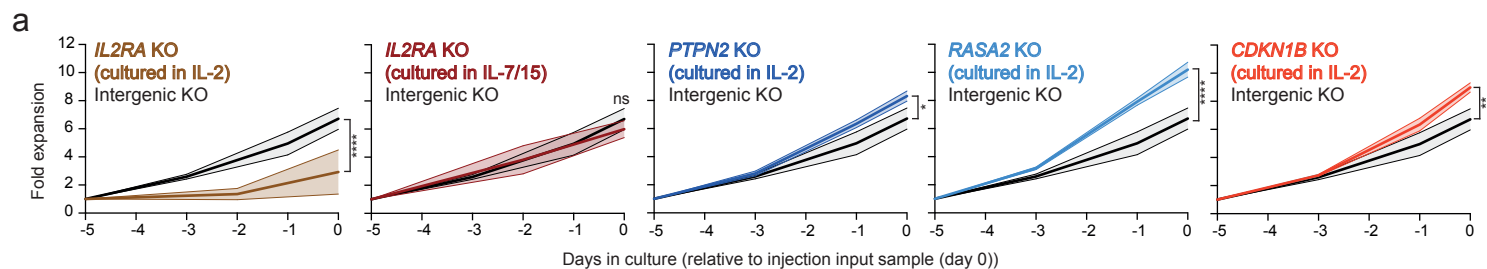 a
Fold expansion
12
10
8
6
4
2
0
IL2RA KO
(cultured in IL-2)
Intergenic KO
****
-5 -4 -3 -2 -1 0
IL2RA KO
(cultured in IL-7/15)
Intergenic KO
ns
-5 -4 -3 -2 -1 0
PTPN2 KO
(cultured in IL-2)
Intergenic KO
*
-5 -4 -3 -2 -1 0
RASA2 KO
(cultured in IL-2)
Intergenic KO
****
-5 -4 -3 -2 -1 0
CDKN1B KO
(cultured in IL-2)
Intergenic KO
**
-5 -4 -3 -2 -1 0
Days in culture (relative to injection input sample (day 0))